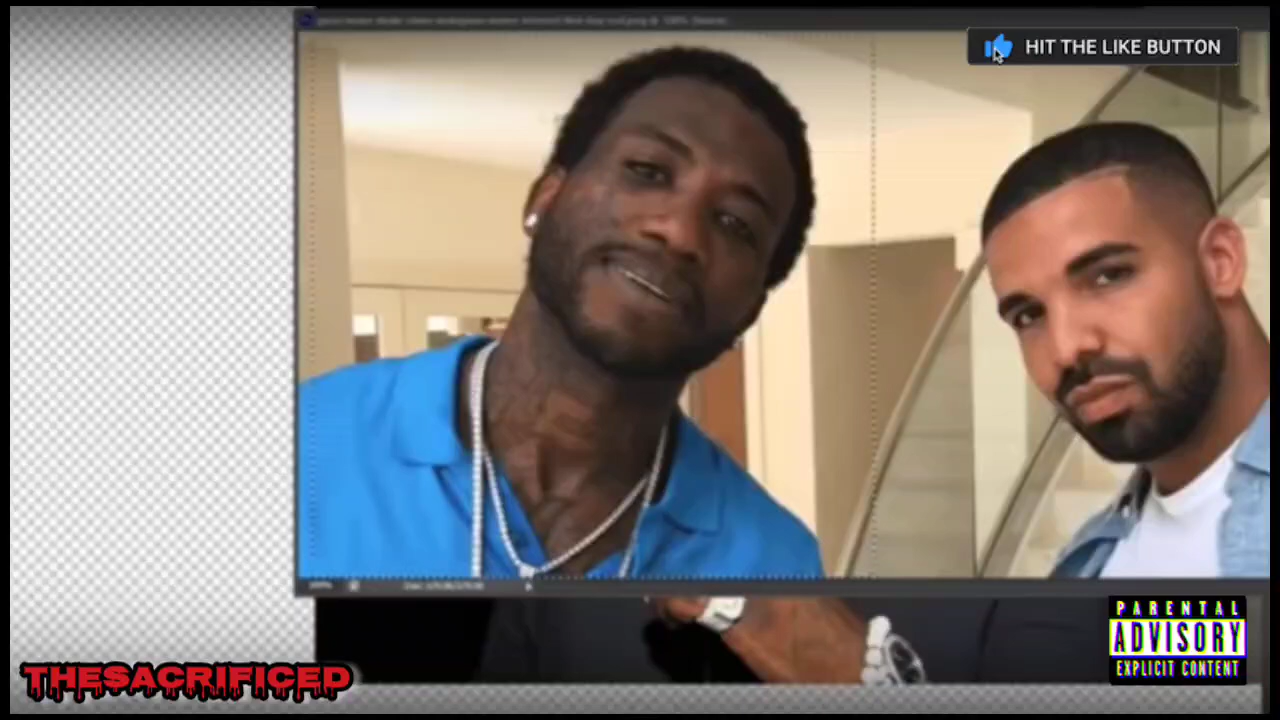 HIT THE LIKE BUTTON
PARENTAL
ADVISORY
EXPLICIT CONTENT
THESACRIFICED